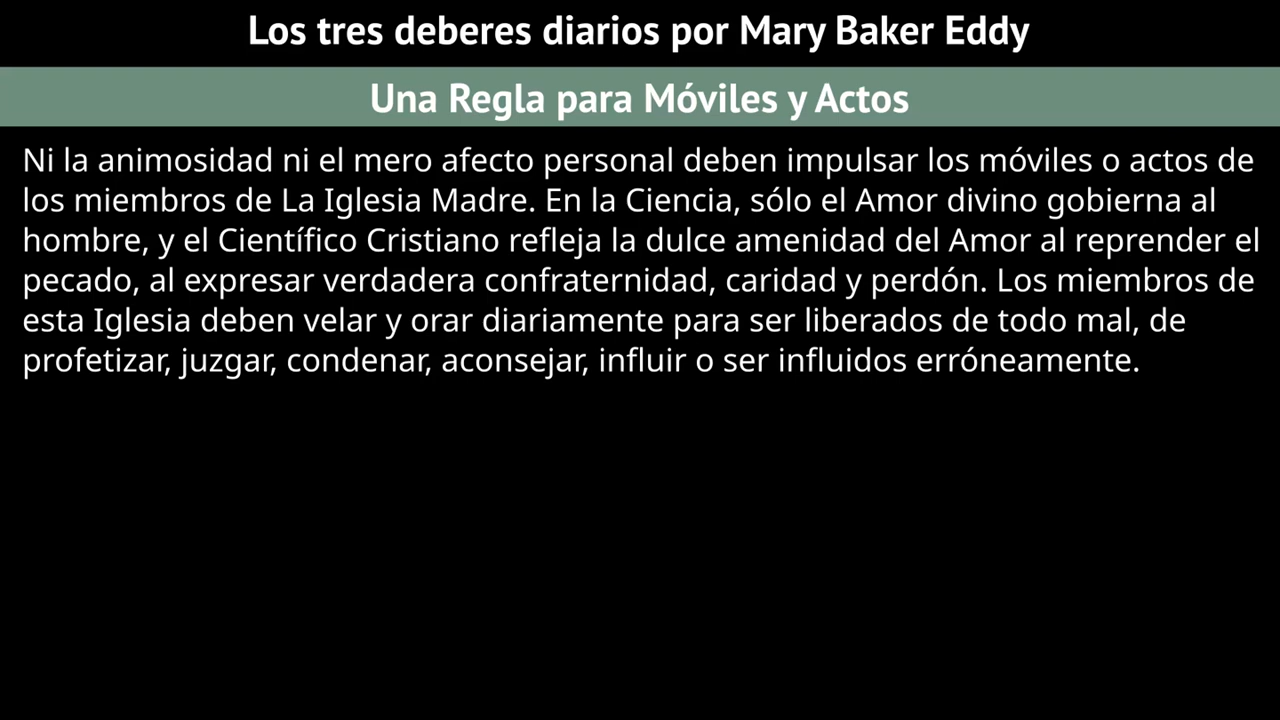 Los tres deberes diarios por Mary Baker Eddy
Una Regla para Móviles y Actos
Ni la animosidad ni el mero afecto personal deben impulsar los móviles o actos de
los miembros de La Iglesia Madre. En la Ciencia, sólo el Amor divino gobierna al
hombre, y el Científico Cristiano refleja la dulce amenidad del Amor al reprender el
pecado, al expresar verdadera confraternidad, caridad y perdón. Los miembros de
esta Iglesia deben velar y orar diariamente para ser liberados de todo mal, de
profetizar, juzgar, condenar, aconsejar, influir o ser influidos erróneamente.